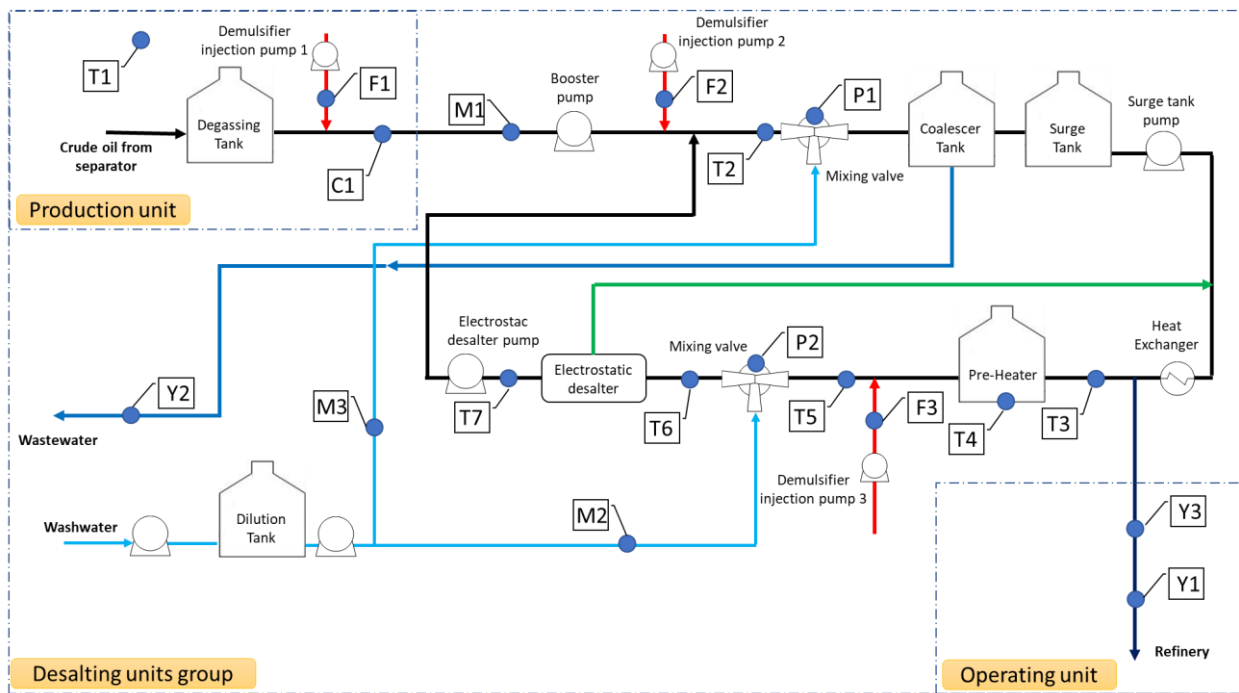 Demulsifier
injection pump 1
T1
F1
Degassing
Tank
Crude oil from
separator
C1
Production unit
M1
Booster
pump
Demulsifier
injection pump 2
F2
P1
T2
Mixing valve
Coalescer
Tank
Surge
Tank
Surge tank
pump
Electrostac
desalter pump
T7
Electrostatic
desalter
T6
Mixing valve
P2
T5
F3
Demulsifier
injection pump 3
Pre-Heater
T4
T3
Heat
Exchanger
Y2
Wastewater
M3
Washwater
Dilution
Tank
M2
Y3
Y1
Refinery
Desalting units group
Operating unit